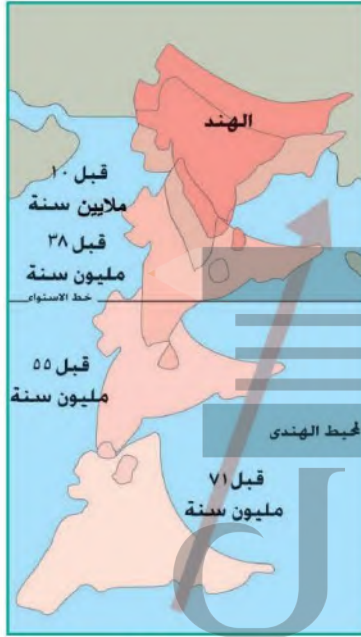 الهند
قبل ١٠
ملايين سنة
قبل ٣٨
مليون سنة
خط الاستواء
قبل ٥٥
مليون سنة
لمحيط الهندي
قبل ٧١
مليون سنة